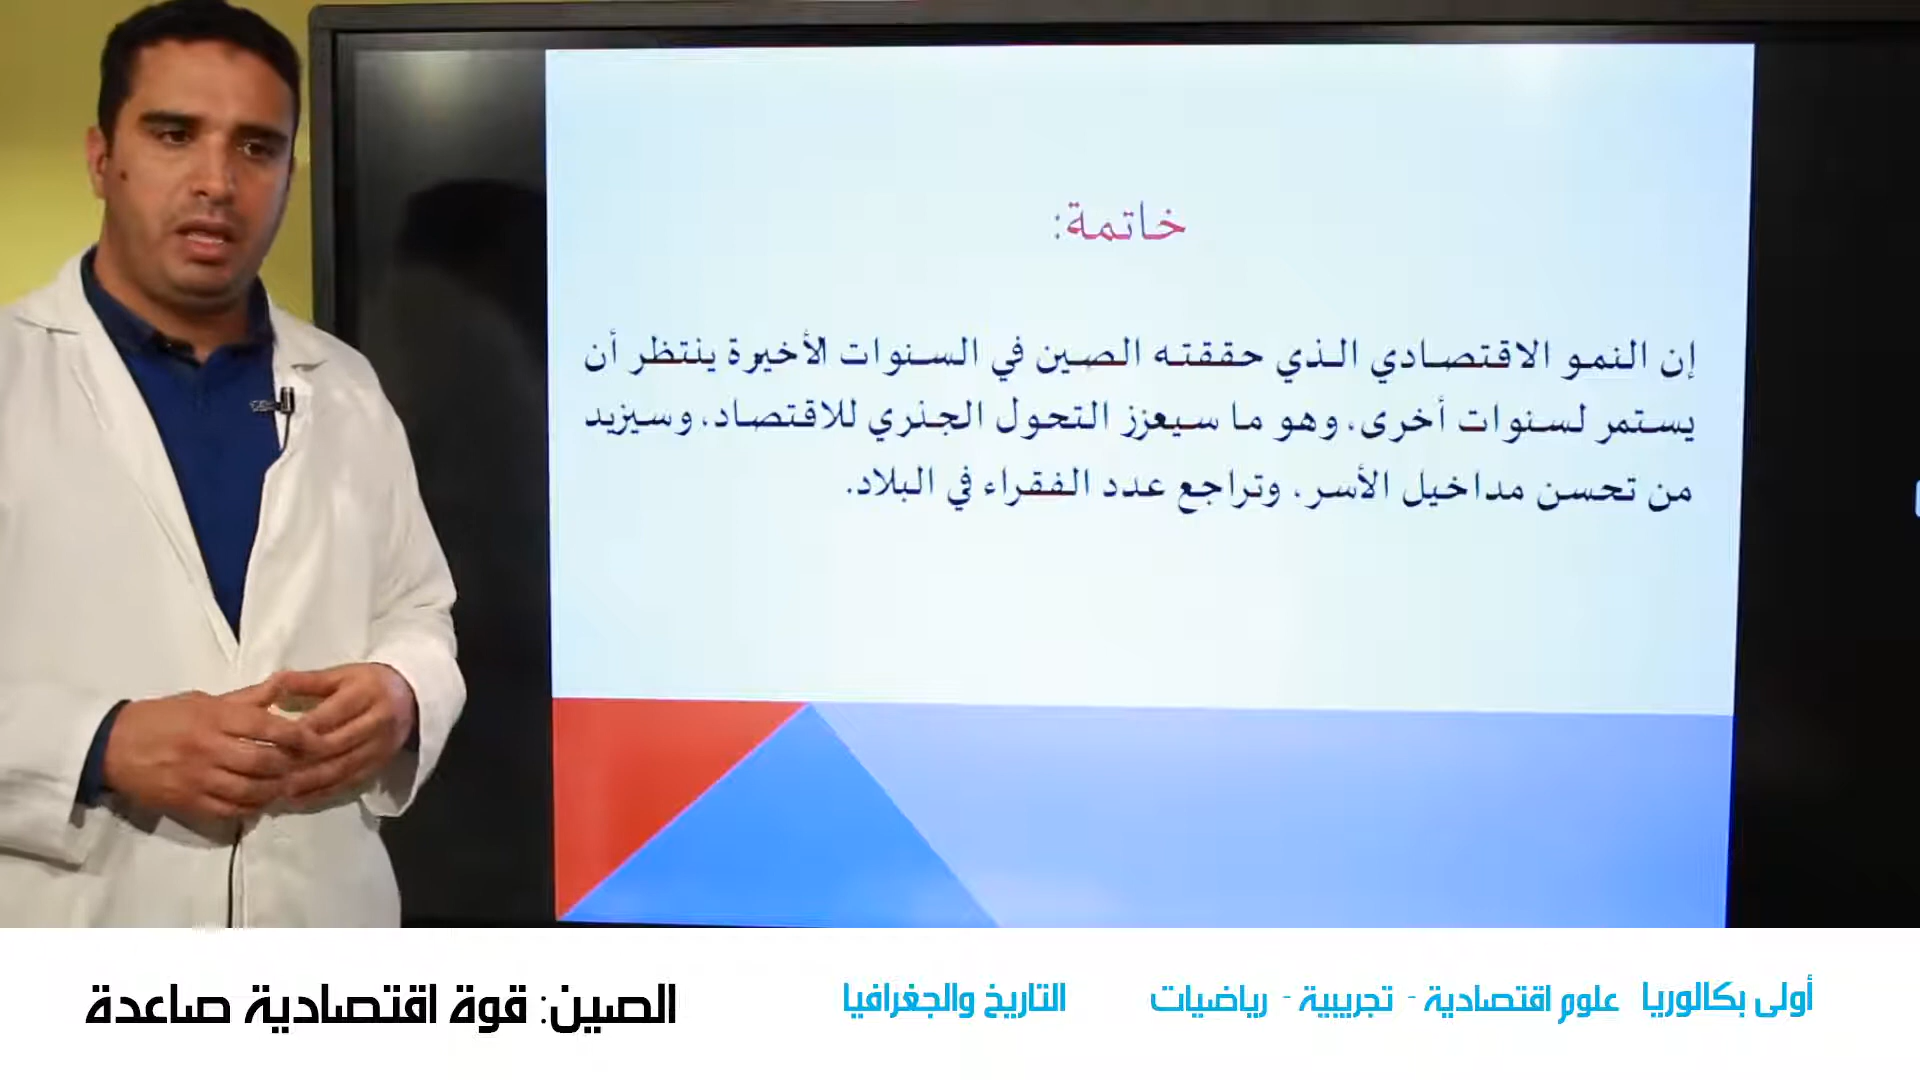 خاتمة:
إن النمو الاقتصادي الذي حققته الصين في السنوات الأخيرة ينتظر أن
يستمر لسنوات أخرى، وهو ما سيعزز التحول الجذري للاقتصاد، وسيزيد
من تحسن مداخيل الأسر، وتراجع عدد الفقراء في البلاد.
أولى بكالوريا علوم اقتصادية - تجريبية - رياضيات التاريخ والجغرافيا الصين: قوة اقتصادية صاعدة